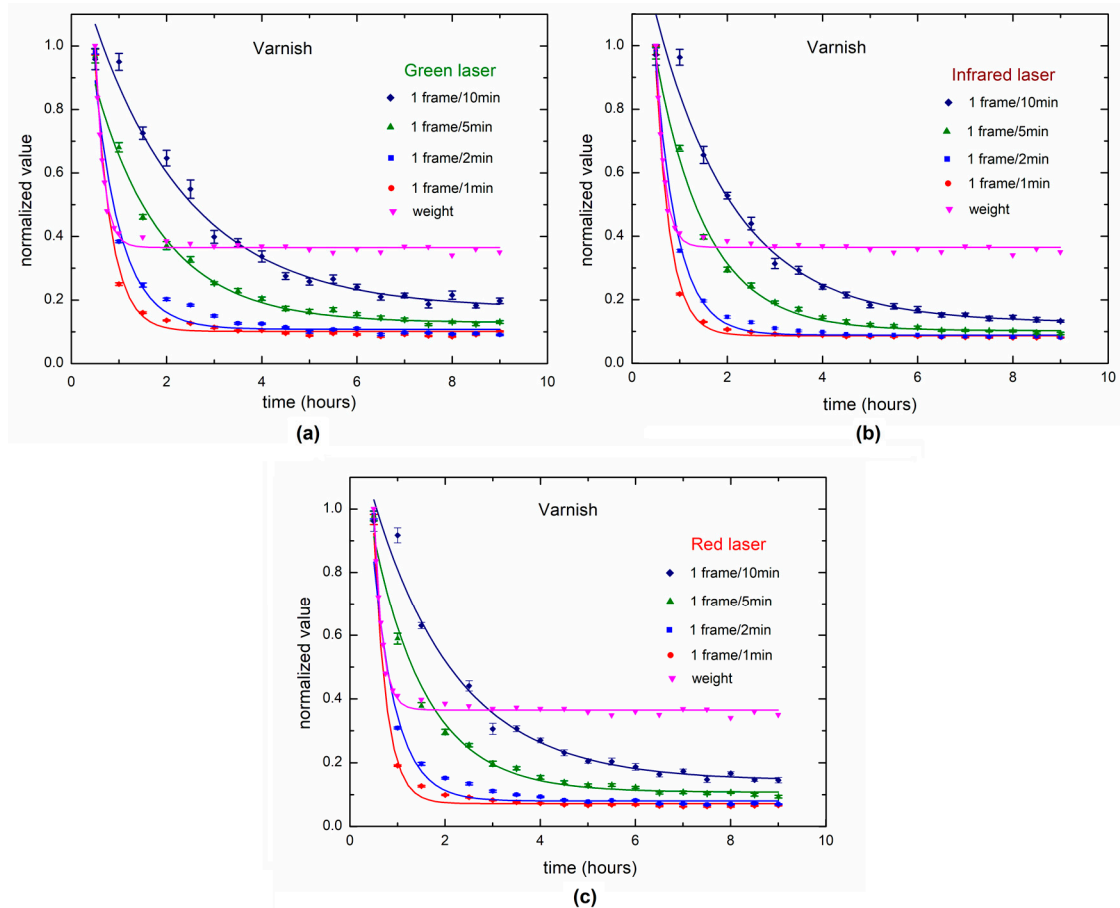 Varnish
Green laser
1 frame/10min
1 frame/5min
1 frame/2min
1 frame/1min
weight
normalized value
1.0
0.8
0.6
0.4
0.2
0.0
0 2 4 6 8 10
time (hours)
(a)
Varnish
Infrared laser
1 frame/10min
1 frame/5min
1 frame/2min
1 frame/1min
weight
normalized value
1.0
0.8
0.6
0.4
0.2
0.0
0 2 4 6 8 10
time (hours)
(b)
Varnish
Red laser
1 frame/10min
1 frame/5min
1 frame/2min
1 frame/1min
weight
normalized value
1.0
0.8
0.6
0.4
0.2
0.0
0 2 4 6 8 10
time (hours)
(c)